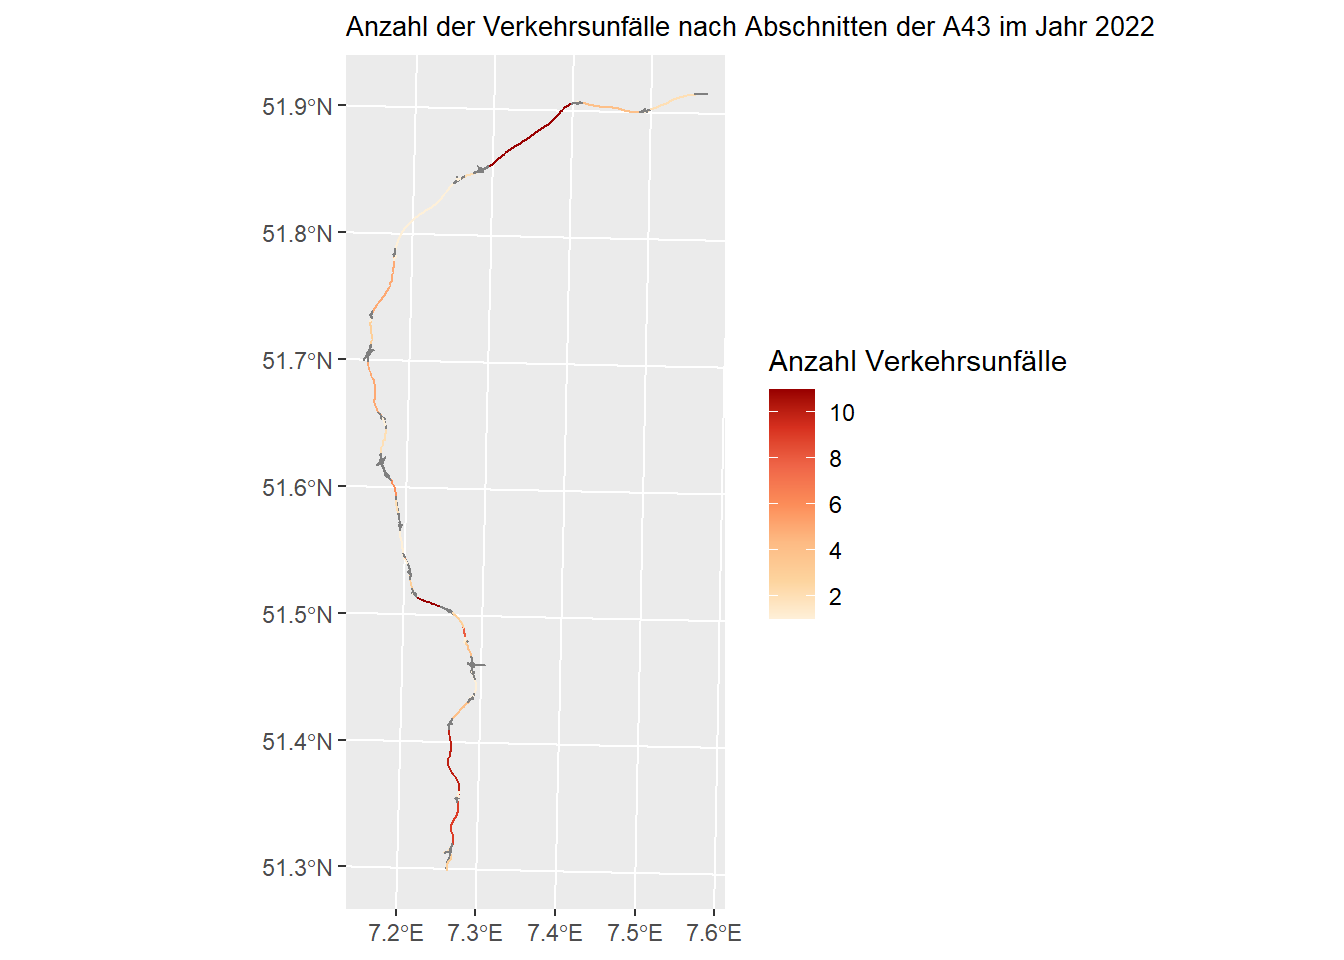 Anzahl der Verkehrsunfälle nach Abschnitten der A43 im Jahr 2022
51.9°N
51.8°N
51.7°N
51.6°N
51.5°N
51.4°N
51.3°N
7.2°E 7.3°E 7.4°E 7.5°E 7.6°E
Anzahl Verkehrsunfälle
10
8
6
4
2